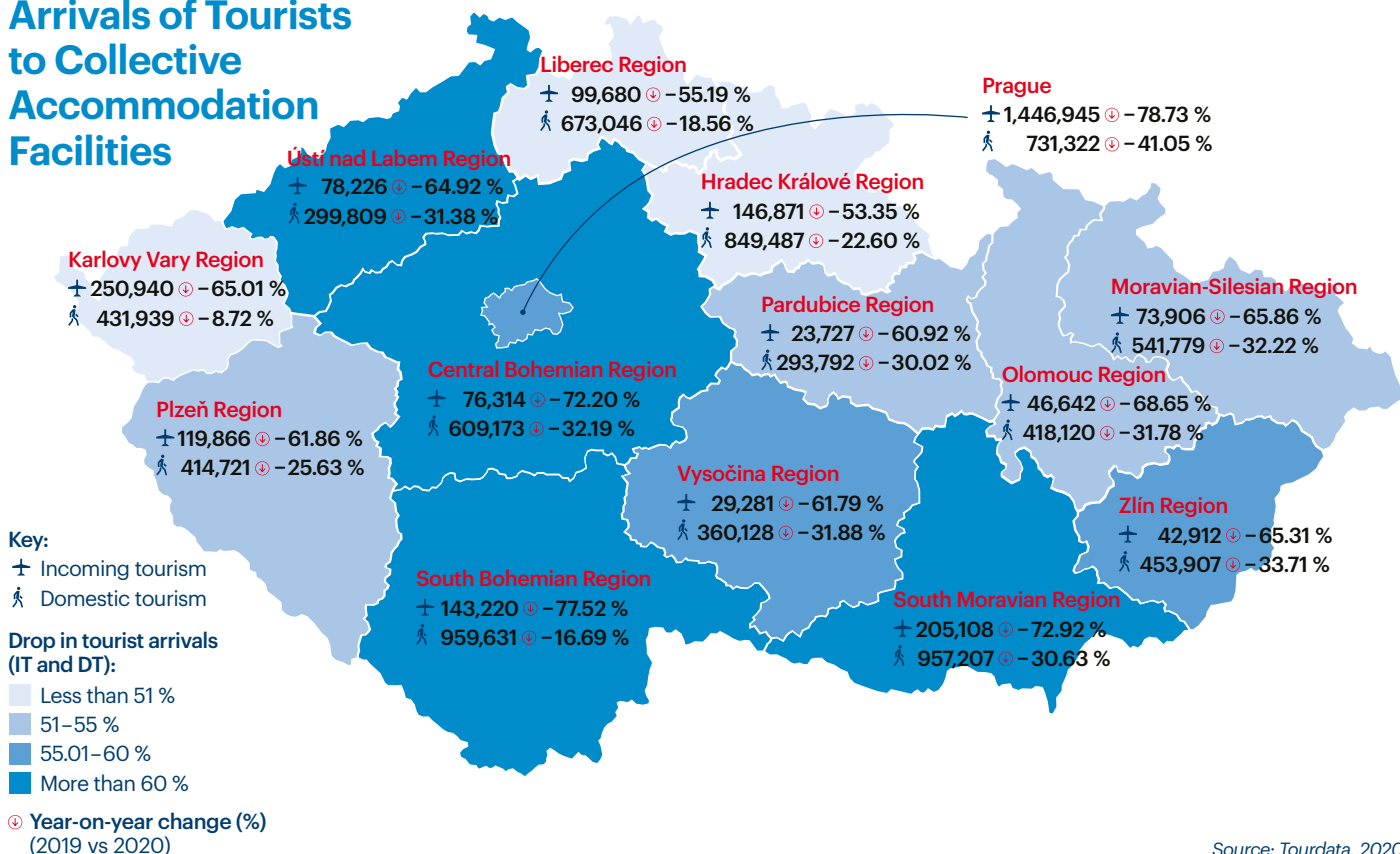 Arrivals of Tourists
to Collective
Accommodation
Facilities
Liberec Region
99,680 −55.19 %
673,046 −18.56 %
Prague
1,446,945 −78.73 %
731,322 −41.05 %
Ústí nad Labem Region
78,226 −64.92 %
299,809 −31.38 %
Hradec Králové Region
146,871 −53.35 %
849,487 −22.60 %
Karlovy Vary Region
250,940 −65.01 %
431,939 −8.72 %
Pardubice Region
23,727 −60.92 %
293,792 −30.02 %
Moravian-Silesian Region
73,906 −65.86 %
541,779 −32.22 %
Central Bohemian Region
76,314 −72.20 %
609,173 −32.19 %
Olomouc Region
46,642 −68.65 %
418,120 −31.78 %
Plzeň Region
119,866 −61.86 %
414,721 −25.63 %
Vysočina Region
29,281 −61.79 %
360,128 −31.88 %
Zlín Region
42,912 −65.31 %
453,907 −33.71 %
South Bohemian Region
143,220 −77.52 %
959,631 −16.69 %
South Moravian Region
205,108 −72.92 %
957,207 −30.63 %
Key:
Incoming tourism
Domestic tourism
Drop in tourist arrivals
(IT and DT):
Less than 51 %
51–55 %
55.01–60 %
More than 60 %
Year-on-year change (%)
(2019 vs 2020)
Source: Tourdata, 2020